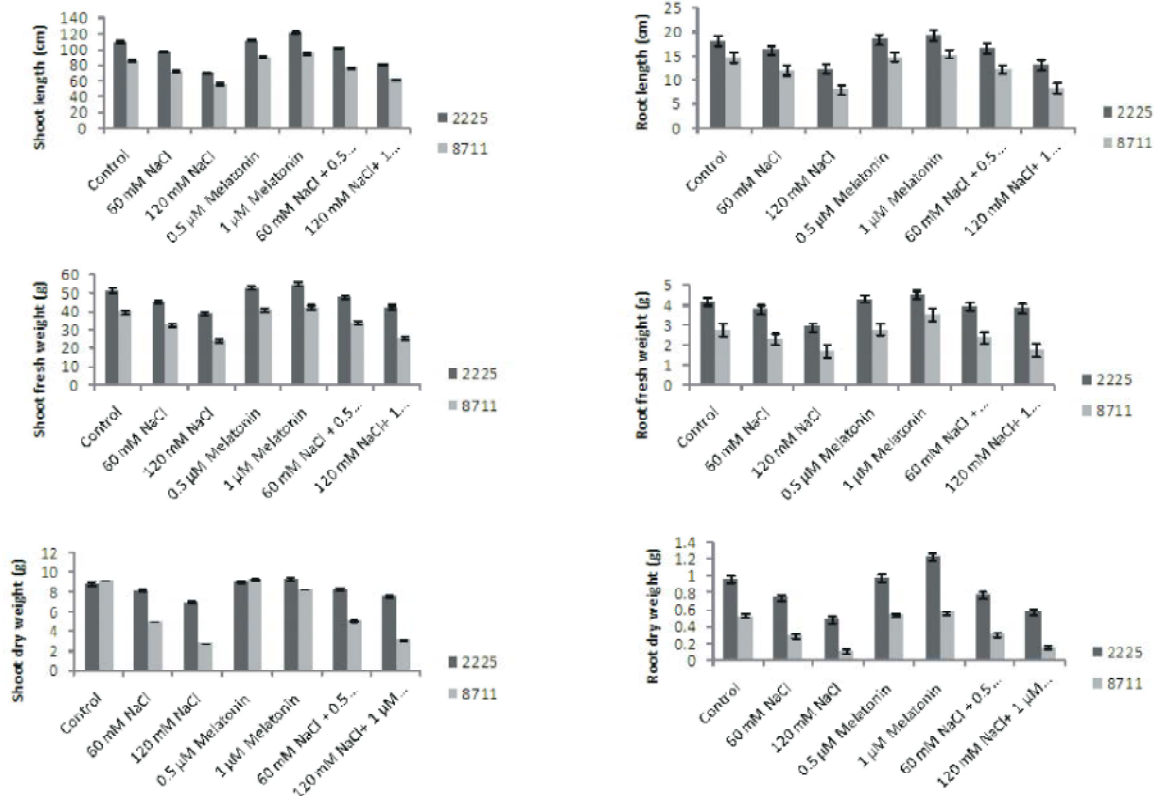 Shoot length (cm)
140
120
100
80
60
40
20
0
Control
60 mM NaCl
120 mM NaCl
0.5 µM Melatonin
1 µM Melatonin
60 mM NaCl + 0.5...
120 mM NaCl+ 1...
2225
8711
Root length (cm)
25
20
15
10
5
0
Control
60 mM NaCl
120 mM NaCl
0.5 µM Melatonin
1 µM Melatonin
60 mM NaCl + 0.5...
120 mM NaCl+ 1...
2225
8711
Shoot fresh weight (g)
60
50
40
30
20
10
0
Control
60 mM NaCl
120 mM NaCl
0.5 µM Melatonin
1 µM Melatonin
60 mM NaCl + 0.5...
120 mM NaCl+ 1...
2225
8711
Root fresh weight (g)
5
4
3
2
1
0
Control
60 mM NaCl
120 mM NaCl
0.5 µM Melatonin
1 µM Melatonin
60 mM NaCl +...
120 mM NaCl+ 1...
2225
8711
Shoot dry weight (g)
12
10
8
6
4
2
0
Control
60 mM NaCl
120 mM NaCl
0.5 µM Melatonin
1 µM Melatonin
60 mM NaCl + 0.5...
120 mM NaCl+ 1 µM...
2225
8711
Root dry weight (g)
1.4
1.2
1
0.8
0.6
0.4
0.2
0
Control
60 mM NaCl
120 mM NaCl
0.5 µM Melatonin
1 µM Melatonin
60 mM NaCl + 0.5...
120 mM NaCl+ 1 µM...
2225
8711